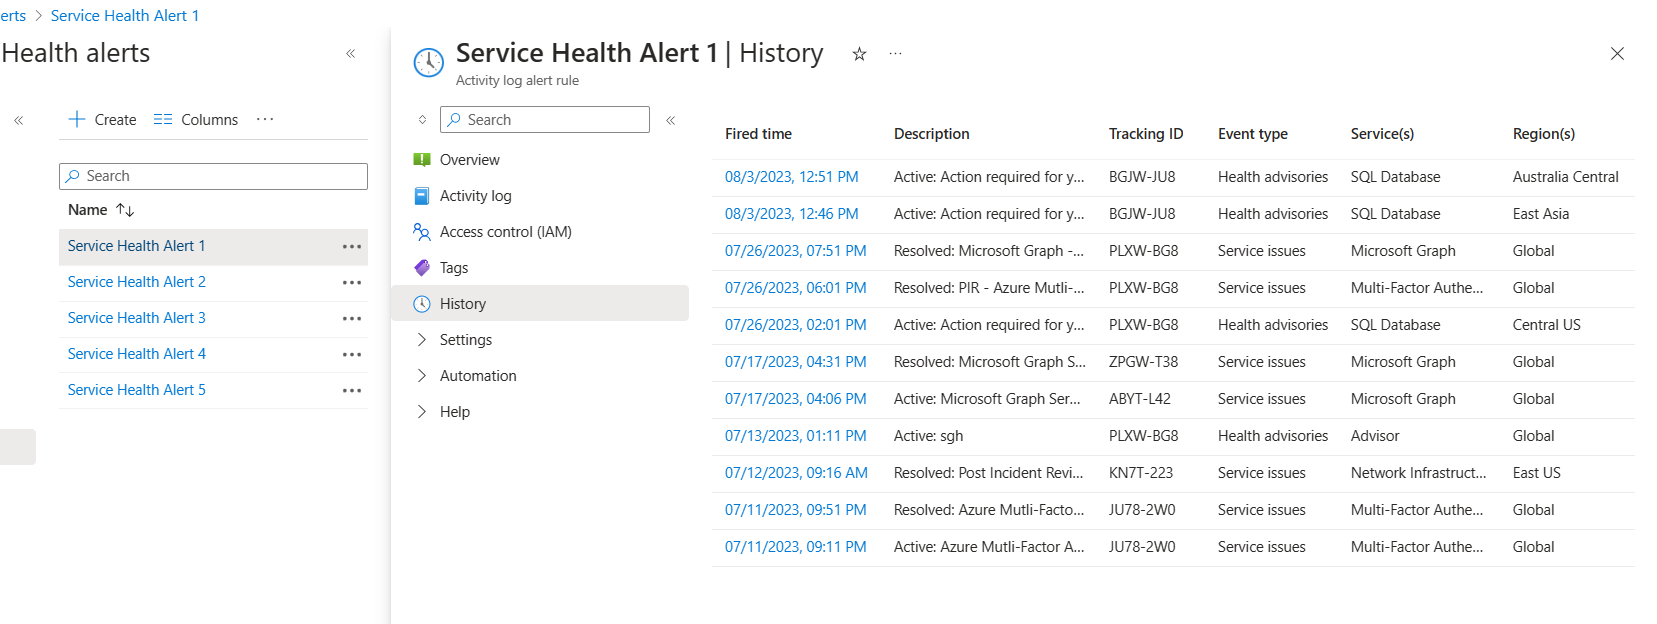 erts > Service Health Alert 1
Health alerts
Create Columns
Search
Name
Service Health Alert 1
Service Health Alert 2
Service Health Alert 3
Service Health Alert 4
Service Health Alert 5
Service Health Alert 1 | History
Activity log alert rule
Search
Overview
Activity log
Access control (IAM)
Tags
History
Settings
Automation
Help
Fired time Description Tracking ID Event type Service(s) Region(s)
08/3/2023, 12:51 PM Active: Action required for y... BGJW-JU8 Health advisories SQL Database Australia Central
08/3/2023, 12:46 PM Active: Action required for y... BGJW-JU8 Health advisories SQL Database East Asia
07/26/2023, 07:51 PM Resolved: Microsoft Graph -... PLXW-BG8 Service issues Microsoft Graph Global
07/26/2023, 06:01 PM Resolved: PIR - Azure Mutli-... PLXW-BG8 Service issues Multi-Factor Authe... Global
07/26/2023, 02:01 PM Active: Action required for y... PLXW-BG8 Health advisories SQL Database Central US
07/17/2023, 04:31 PM Resolved: Microsoft Graph S... ZPGW-T38 Service issues Microsoft Graph Global
07/17/2023, 04:06 PM Active: Microsoft Graph Ser... ABYT-L42 Service issues Microsoft Graph Global
07/13/2023, 01:11 PM Active: sgh PLXW-BG8 Health advisories Advisor Global
07/12/2023, 09:16 AM Resolved: Post Incident Revi... KN7T-223 Service issues Network Infrastruct... East US
07/11/2023, 09:51 PM Resolved: Azure Mutli-Facto... JU78-2W0 Service issues Multi-Factor Authe... Global
07/11/2023, 09:11 PM Active: Azure Mutli-Factor A... JU78-2W0 Service issues Multi-Factor Authe... Global